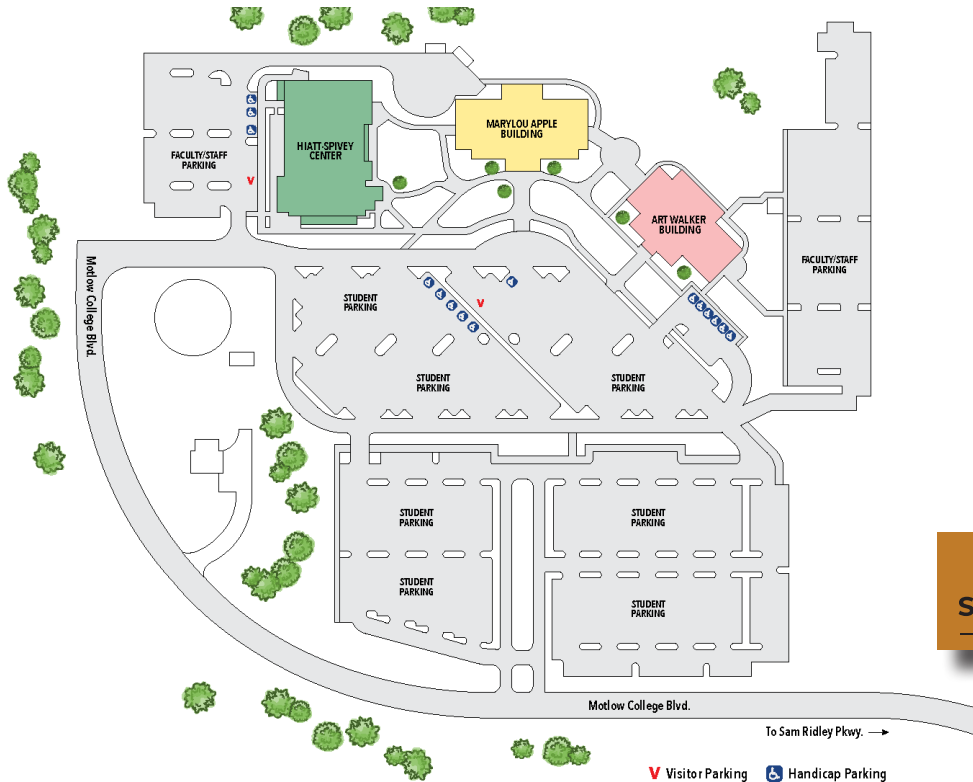 MARYLOU APPLE
BUILDING
HIATT-SPIVEY
CENTER
FACULTY/STAFF
PARKING
V
ART WALKER
BUILDING
FACULTY/STAFF
PARKING
Motlow College Blvd.
STUDENT
PARKING
V
STUDENT
PARKING
STUDENT
PARKING
STUDENT
PARKING
STUDENT
PARKING
STUDENT
PARKING
STUDENT
PARKING
S
Motlow College Blvd.
To Sam Ridley Pkwy.
V Visitor Parking
Handicap Parking